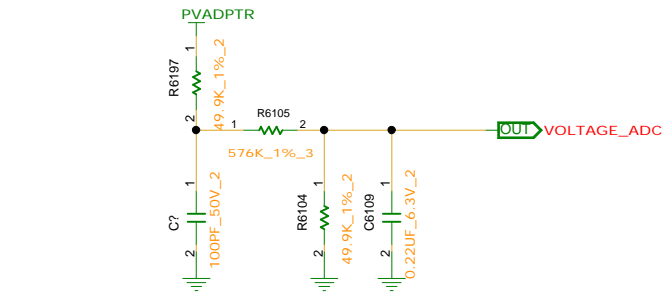 PVADPTR
1
R6197
49.9K_1%_2
2
R6105
1
2
576K_1%_3
OUT
VOLTAGE_ADC
1
C?
100PF_50V_2
2
1
R6104
49.9K_1%_2
2
1
C6109
0.22UF_6.3V_2
2